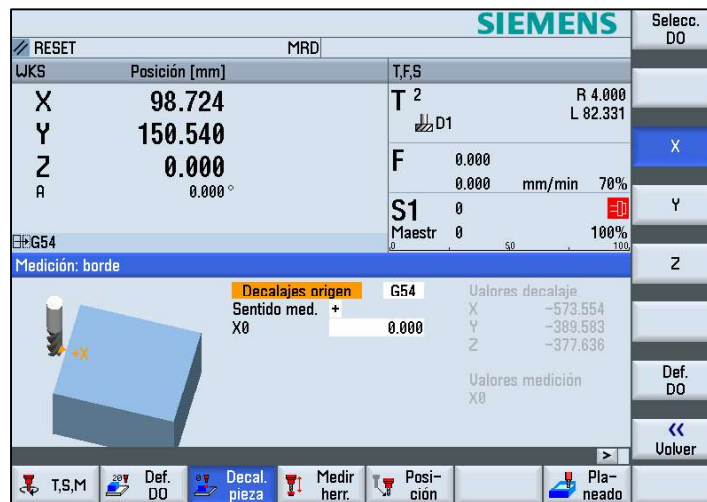 SIEMENS
RESET MRD
WKS Posición [mm] T,F,S
X 98.724
Y 150.540
Z 0.000
A 0.000 °
T 2 R 4.000
L 82.331
D1
F 0.000
0.000 mm/min 70%
S1 0
Maestr 0 100%
0 50 100
G54
Medición: borde
Decalajes origen G54
Sentido med. +
X0 0.000
+X
Valores decalaje
X -573.554
Y -389.583
Z -377.636
Valores medición
X0
>
Selecc.
DO
X
Y
Z
Def.
DO
«
Volver
T,S,M
Def.
DO
Decal.
pieza
Medir
herr.
Posi-
ción
Pla-
neado